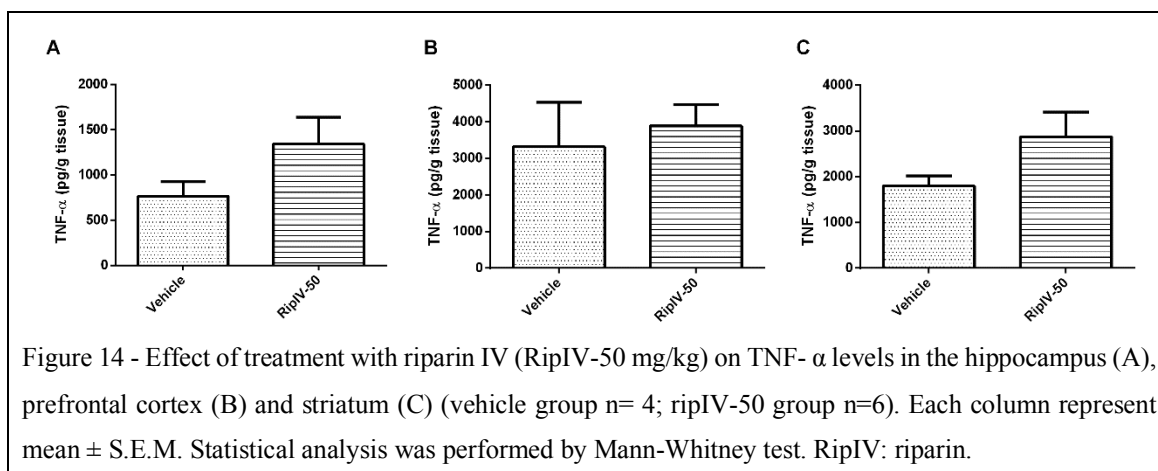 A
B
C
TNF-α (pg/g tissue)
2000
1500
1000
500
0
Vehicle
RipIV-50
TNF-α (pg/g tissue)
5000
4000
3000
2000
1000
0
Vehicle
RipIV-50
TNF-α (pg/g tissue)
4000
3000
2000
1000
0
Vehicle
RipIV-50
Figure 14 - Effect of treatment with riparin IV (RipIV-50 mg/kg) on TNF- α levels in the hippocampus (A),
prefrontal cortex (B) and striatum (C) (vehicle group n= 4; ripIV-50 group n=6). Each column represent
mean ± S.E.M. Statistical analysis was performed by Mann-Whitney test. RipIV: riparin.